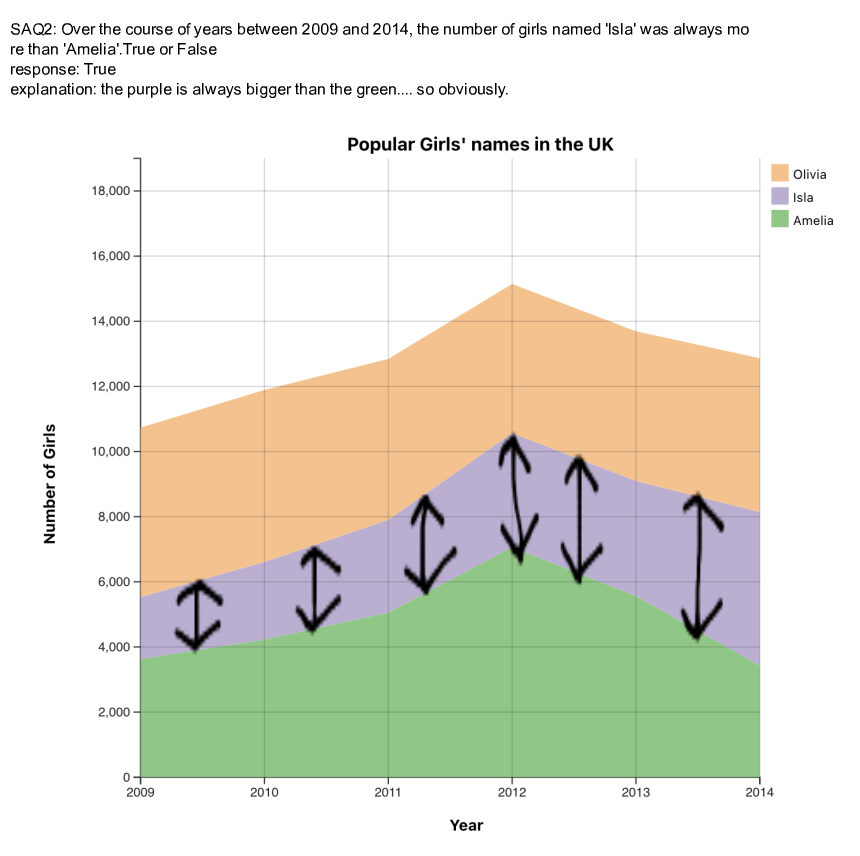 SAQ2: Over the course of years between 2009 and 2014, the number of girls named 'Isla' was always mo
re than 'Amelia'.True or False
response: True
explanation: the purple is always bigger than the green.... so obviously.
Popular Girls' names in the UK
Olivia
Isla
Amelia
18,000
16,000
14,000
12,000
10,000
8,000
6,000
4,000
2,000
0
Number of Girls
2009 2010 2011 2012 2013 2014
Year